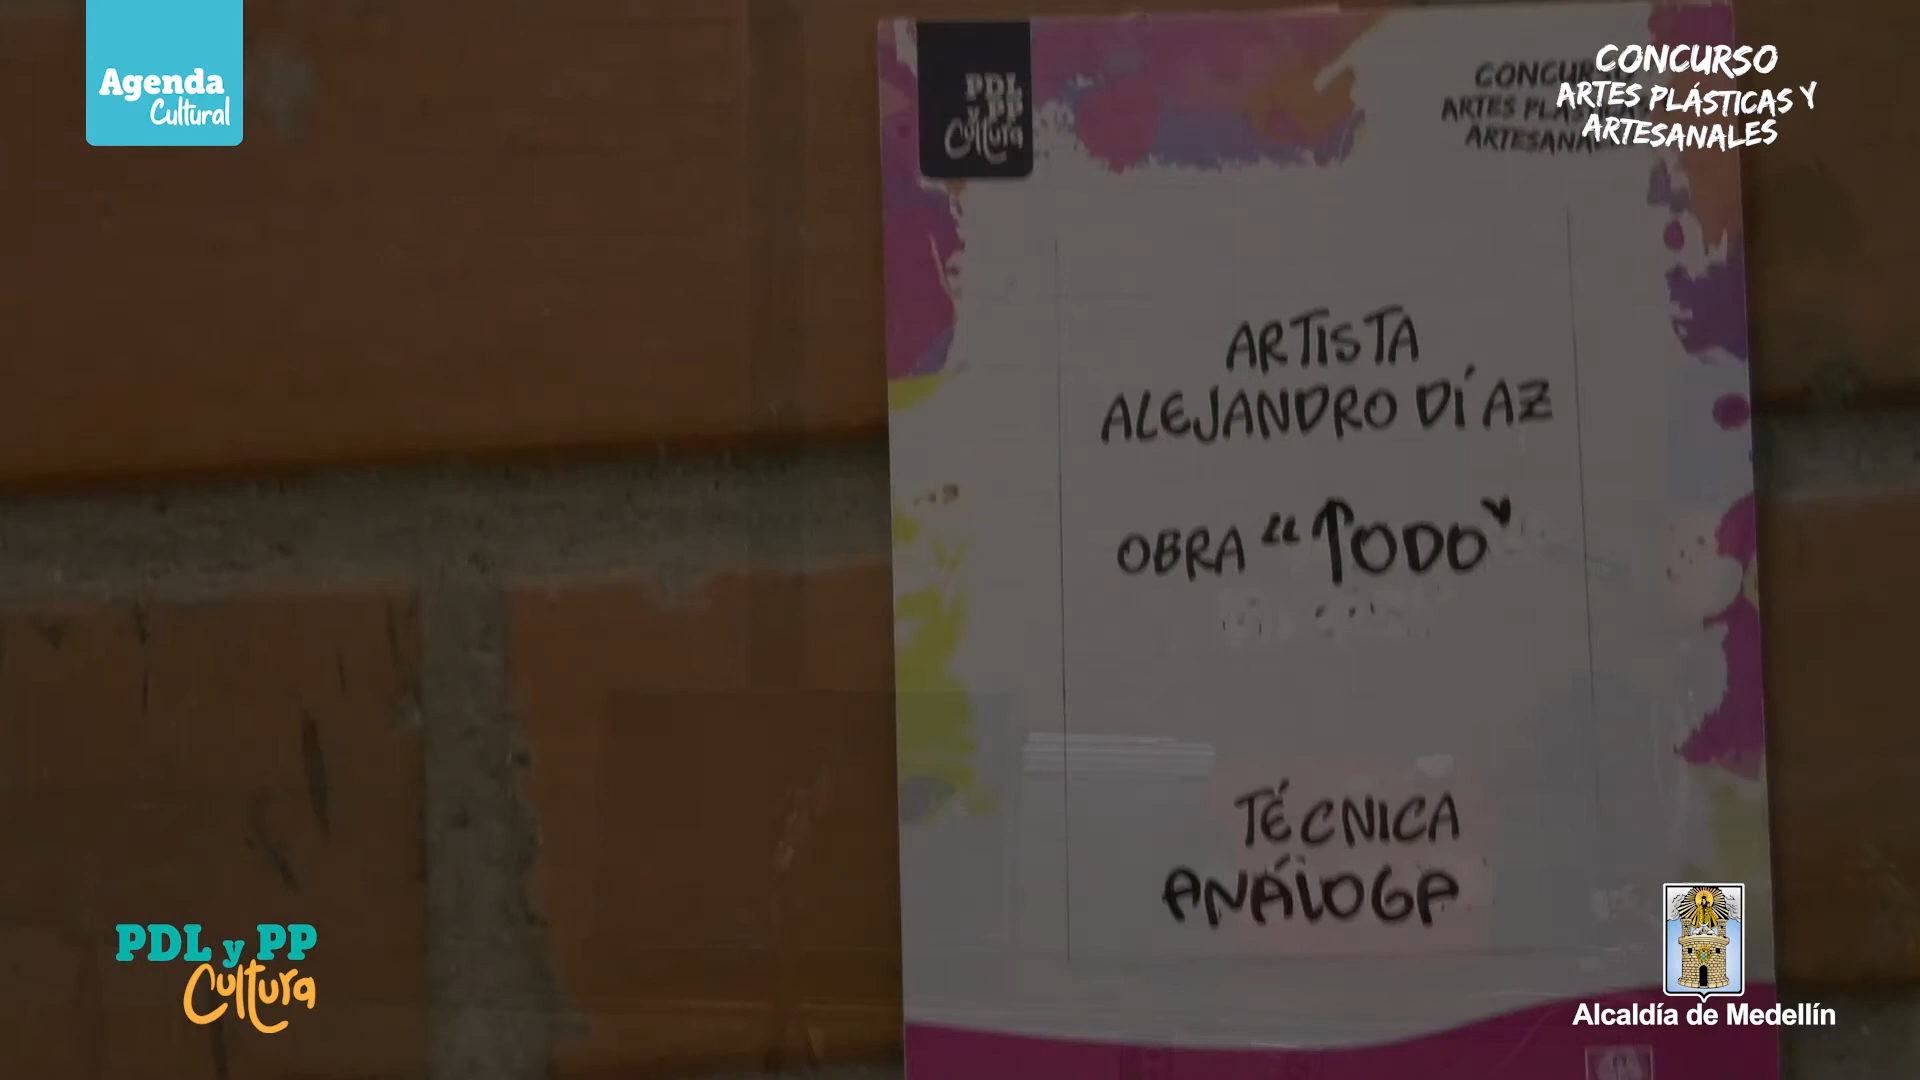 Agenda
Cultural
PDL
y PP
Cultura
CONCURSO
ARTES PLÁSTICAS Y
ARTESANALES
ARTISTA
ALEJANDRO DÍAZ
OBRA “TODO”
TÉCNICA
ANÁLOGA
PDL y PP
Cultura
Alcaldía de Medellín